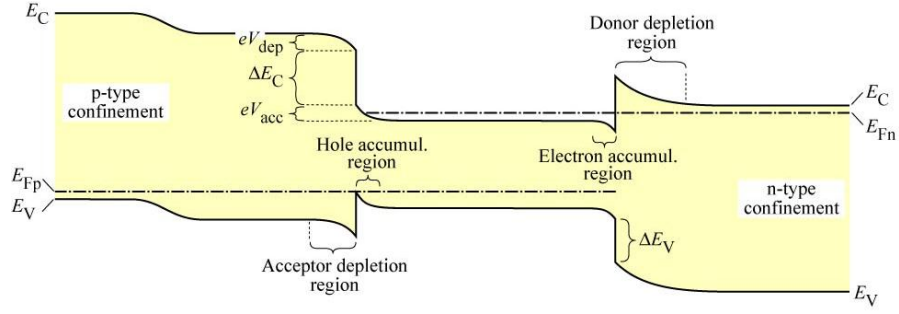 E_C
eV_dep
ΔE_C
eV_acc
p-type
confinement
Donor depletion
region
E_C
E_Fn
Hole accumul.
region
Electron accumul.
region
E_Fp
E_V
n-type
confinement
ΔE_V
Acceptor depletion
region
E_V